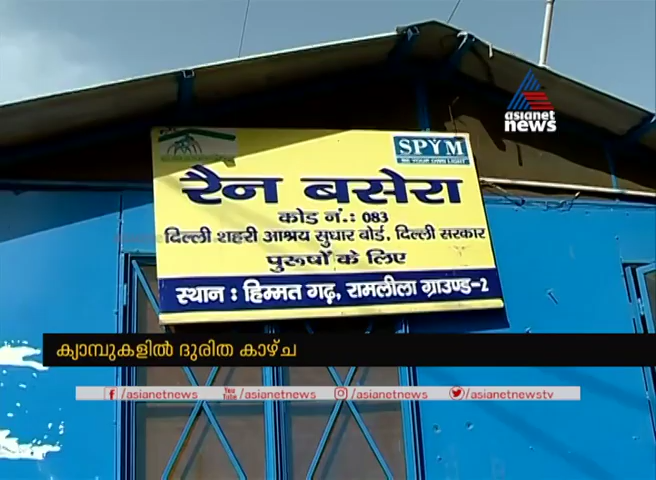 asianet
news
SPYM
BE YOUR OWN LIGHT
रैन बसेरा
कोड नं.: 083
दिल्ली शहरी आश्रय सुधार बोर्ड, दिल्ली सरकार
पुरूषों के लिए
स्थान : हिम्मत गढ़, रामलीला ग्राउण्ड-2
ക്യാമ്പുകളിൽ ദുരിത കാഴ്ച
f /asianetnews YouTube /asianetnews /asianetnews /asianetnewstv